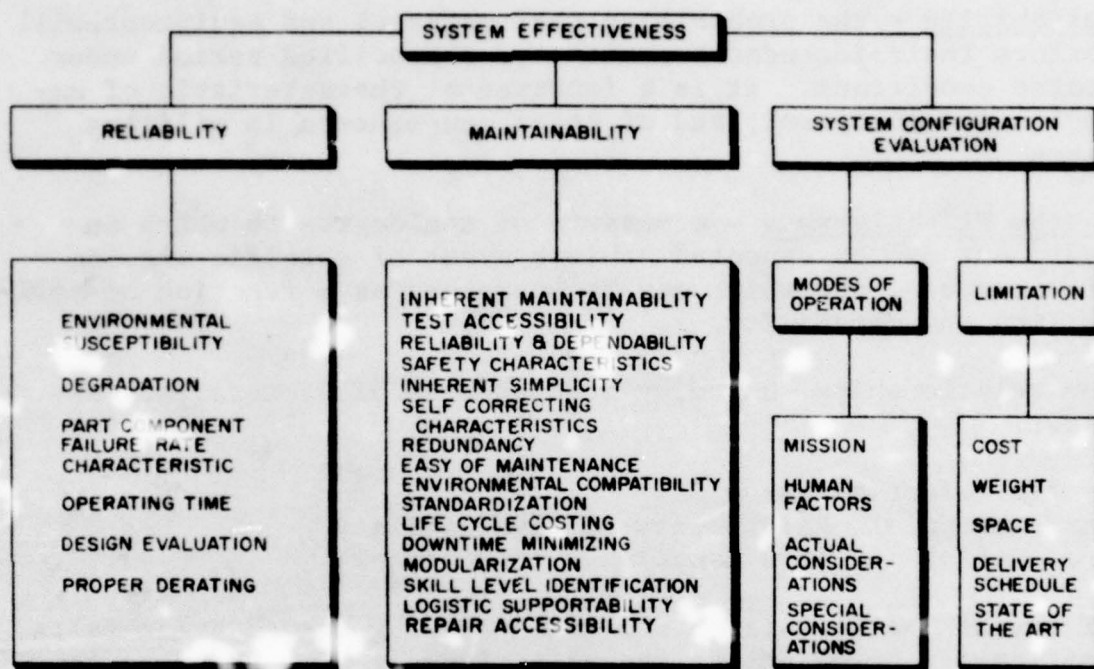 SYSTEM EFFECTIVENESS
RELIABILITY
MAINTAINABILITY
SYSTEM CONFIGURATION
EVALUATION
ENVIRONMENTAL
SUSCEPTIBILITY
DEGRADATION
PART COMPONENT
FAILURE RATE
CHARACTERISTIC
OPERATING TIME
DESIGN EVALUATION
PROPER DERATING
INHERENT MAINTAINABILITY
TEST ACCESSIBILITY
RELIABILITY & DEPENDABILITY
SAFETY CHARACTERISTICS
INHERENT SIMPLICITY
SELF CORRECTING
CHARACTERISTICS
REDUNDANCY
EASY OF MAINTENANCE
ENVIRONMENTAL COMPATIBILITY
STANDARDIZATION
LIFE CYCLE COSTING
DOWNTIME MINIMIZING
MODULARIZATION
SKILL LEVEL IDENTIFICATION
LOGISTIC SUPPORTABILITY
REPAIR ACCESSIBILITY
MODES OF
OPERATION
MISSION
HUMAN
FACTORS
ACTUAL
CONSIDER-
ATIONS
SPECIAL
CONSIDER-
ATIONS
LIMITATION
COST
WEIGHT
SPACE
DELIVERY
SCHEDULE
STATE OF
THE ART